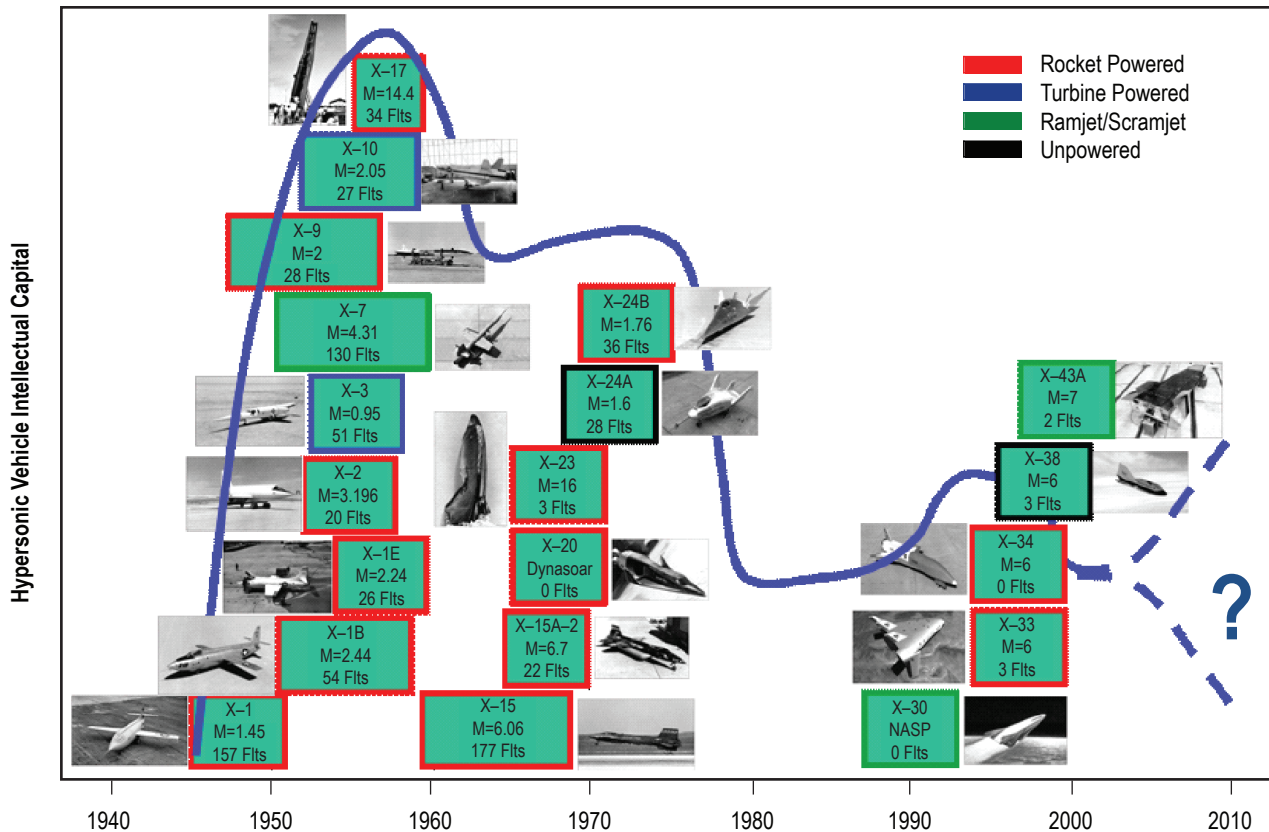 Hypersonic Vehicle Intellectual Capital
Rocket Powered
Turbine Powered
Ramjet/Scramjet
Unpowered
X–17
M=14.4
34 Flts
X–10
M=2.05
27 Flts
X–9
M=2
28 Flts
X–7
M=4.31
130 Flts
X–3
M=0.95
51 Flts
X–2
M=3.196
20 Flts
X–1E
M=2.24
26 Flts
X–1B
M=2.44
54 Flts
X–1
M=1.45
157 Flts
X–24B
M=1.76
36 Flts
X–24A
M=1.6
28 Flts
X–23
M=16
3 Flts
X–20
Dynasoar
0 Flts
X–15A–2
M=6.7
22 Flts
X–15
M=6.06
177 Flts
X–43A
M=7
2 Flts
X–38
M=6
3 Flts
X–34
M=6
0 Flts
X–33
M=6
3 Flts
X–30
NASP
0 Flts
?
1940
1950
1960
1970
1980
1990
2000
2010